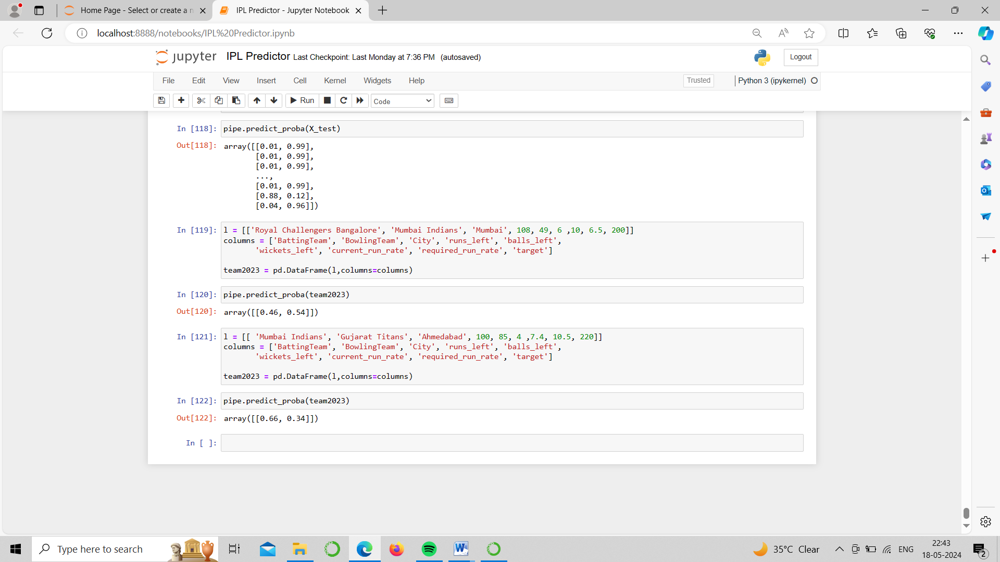 Home Page - Select or create a n
IPL Predictor - Jupyter Notebook
localhost:8888/notebooks/IPL%20Predictor.ipynb
jupyter IPL Predictor Last Checkpoint: Last Monday at 7:36 PM (autosaved)
Logout
File Edit View Insert Cell Kernel Widgets Help
Trusted
Python 3 (ipykernel)
Run
Code
In [118]: pipe.predict_proba(X_test)
Out[118]: array([[0.01, 0.99],
[0.01, 0.99],
[0.01, 0.99],
...,
[0.01, 0.99],
[0.88, 0.12],
[0.04, 0.96]])
In [119]: l = [['Royal Challengers Bangalore', 'Mumbai Indians', 'Mumbai', 108, 49, 6 ,10, 6.5, 200]]
columns = ['BattingTeam', 'BowlingTeam', 'City', 'runs_left', 'balls_left',
'wickets_left', 'current_run_rate', 'required_run_rate', 'target']
team2023 = pd.DataFrame(l,columns=columns)
In [120]: pipe.predict_proba(team2023)
Out[120]: array([[0.46, 0.54]])
In [121]: l = [[ 'Mumbai Indians', 'Gujarat Titans', 'Ahmedabad', 100, 85, 4 ,7.4, 10.5, 220]]
columns = ['BattingTeam', 'BowlingTeam', 'City', 'runs_left', 'balls_left',
'wickets_left', 'current_run_rate', 'required_run_rate', 'target']
team2023 = pd.DataFrame(l,columns=columns)
In [122]: pipe.predict_proba(team2023)
Out[122]: array([[0.66, 0.34]])
In [ ]:
Type here to search
35°C Clear
ENG
22:43
18-05-2024
2